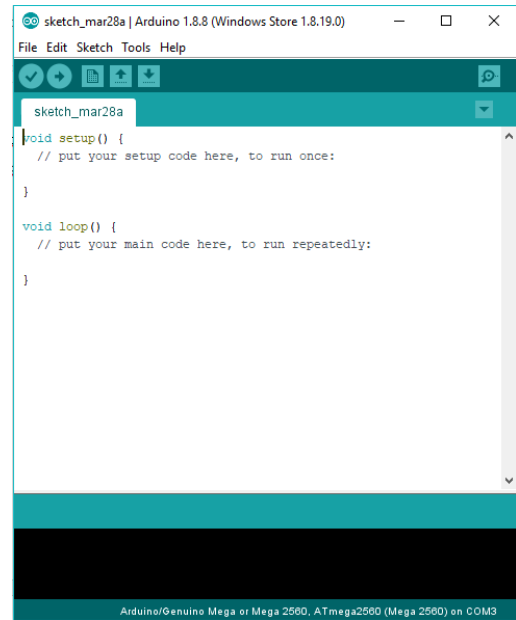 sketch_mar28a | Arduino 1.8.8 (Windows Store 1.8.19.0)
File Edit Sketch Tools Help
sketch_mar28a
void setup() {
  // put your setup code here, to run once:
}
void loop() {
  // put your main code here, to run repeatedly:
}
Arduino/Genuino Mega or Mega 2560, ATmega2560 (Mega 2560) on COM3